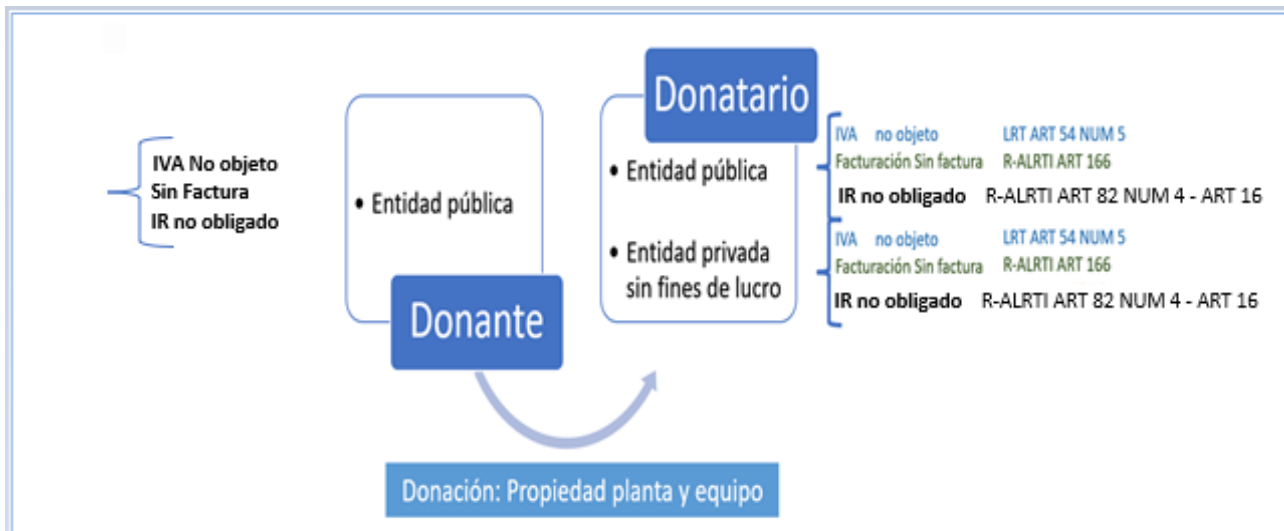 IVA No objeto
Sin Factura
IR no obligado
• Entidad pública
Donante
Donatario
• Entidad pública
• Entidad privada
sin fines de lucro
IVA no objeto LRT ART 54 NUM 5
Facturación Sin factura R-ALRTI ART 166
IR no obligado R-ALRTI ART 82 NUM 4 - ART 16
IVA no objeto LRT ART 54 NUM 5
Facturación Sin factura R-ALRTI ART 166
IR no obligado R-ALRTI ART 82 NUM 4 - ART 16
Donación: Propiedad planta y equipo